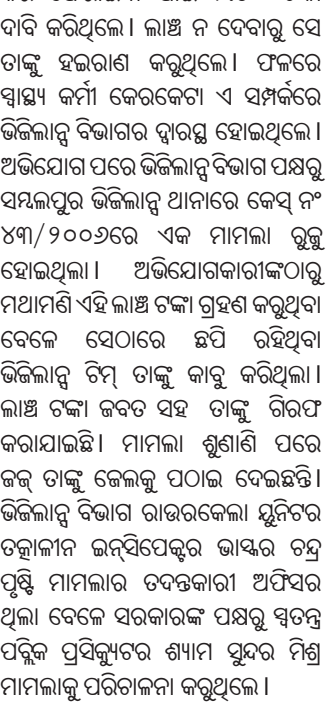 ଦାବି କରିଥିଲେ। ଲାଞ୍ଚ ନ ଦେବାରୁ ସେ
ତାଙ୍କୁ ହଇରାଣ କରୁଥିଲେ। ଫଳରେ
ସ୍ୱାସ୍ଥ୍ୟ କର୍ମୀ କେରକେଟା ଏ ସମ୍ପର୍କରେ
ଭିଜିଲାନ୍ସ ବିଭାଗର ଦ୍ୱାରସ୍ଥ ହୋଇଥିଲେ।
ଅଭିଯୋଗ ପରେ ଭିଜିଲାନ୍ସ ବିଭାଗ ପକ୍ଷରୁ
ସମ୍ବଲପୁର ଭିଜିଲାନ୍ସ ଥାନାରେ କେସ୍ ନଂ
୪୩/୨୦୦୬ରେ ଏକ ମାମଲା ରୁଜୁ
ହୋଇଥିଲା। ଅଭିଯୋଗକାରୀଙ୍କଠାରୁ
ମଥାମଣି ଏହି ଲାଞ୍ଚ ଟଙ୍କା ଗ୍ରହଣ କରୁଥିବା
ବେଳେ ସେଠାରେ ଛପି ରହିଥିବା
ଭିଜିଲାନ୍ସ ଟିମ୍ ତାଙ୍କୁ କାବୁ କରିଥିଲା।
ଲାଞ୍ଚ ଟଙ୍କା ଜବତ ସହ ତାଙ୍କୁ ଗିରଫ
କରାଯାଇଛି। ମାମଲା ଶୁଣାଣି ପରେ
ଜଜ୍ ତାଙ୍କୁ ଜେଲକୁ ପଠାଇ ଦେଇଛନ୍ତି।
ଭିଜିଲାନ୍ସ ବିଭାଗ ରାଉରକେଲା ୟୁନିଟର
ତତ୍କାଳୀନ ଇନ୍‌ସିପେକ୍ଟର ଭାସ୍କର ଚନ୍ଦ୍ର
ପୃଷ୍ଟି ମାମଲାର ତଦନ୍ତକାରୀ ଅଫିସର
ଥିଲା ବେଳେ ସରକାରଙ୍କ ପକ୍ଷରୁ ସ୍ୱତନ୍ତ୍ର
ପବ୍ଲିକ ପ୍ରସିକ୍ୟୁଟର ଶ୍ୟାମ ସୁନ୍ଦର ମିଶ୍ର
ମାମଲାକୁ ପରିଚାଳନା କରୁଥିଲେ।